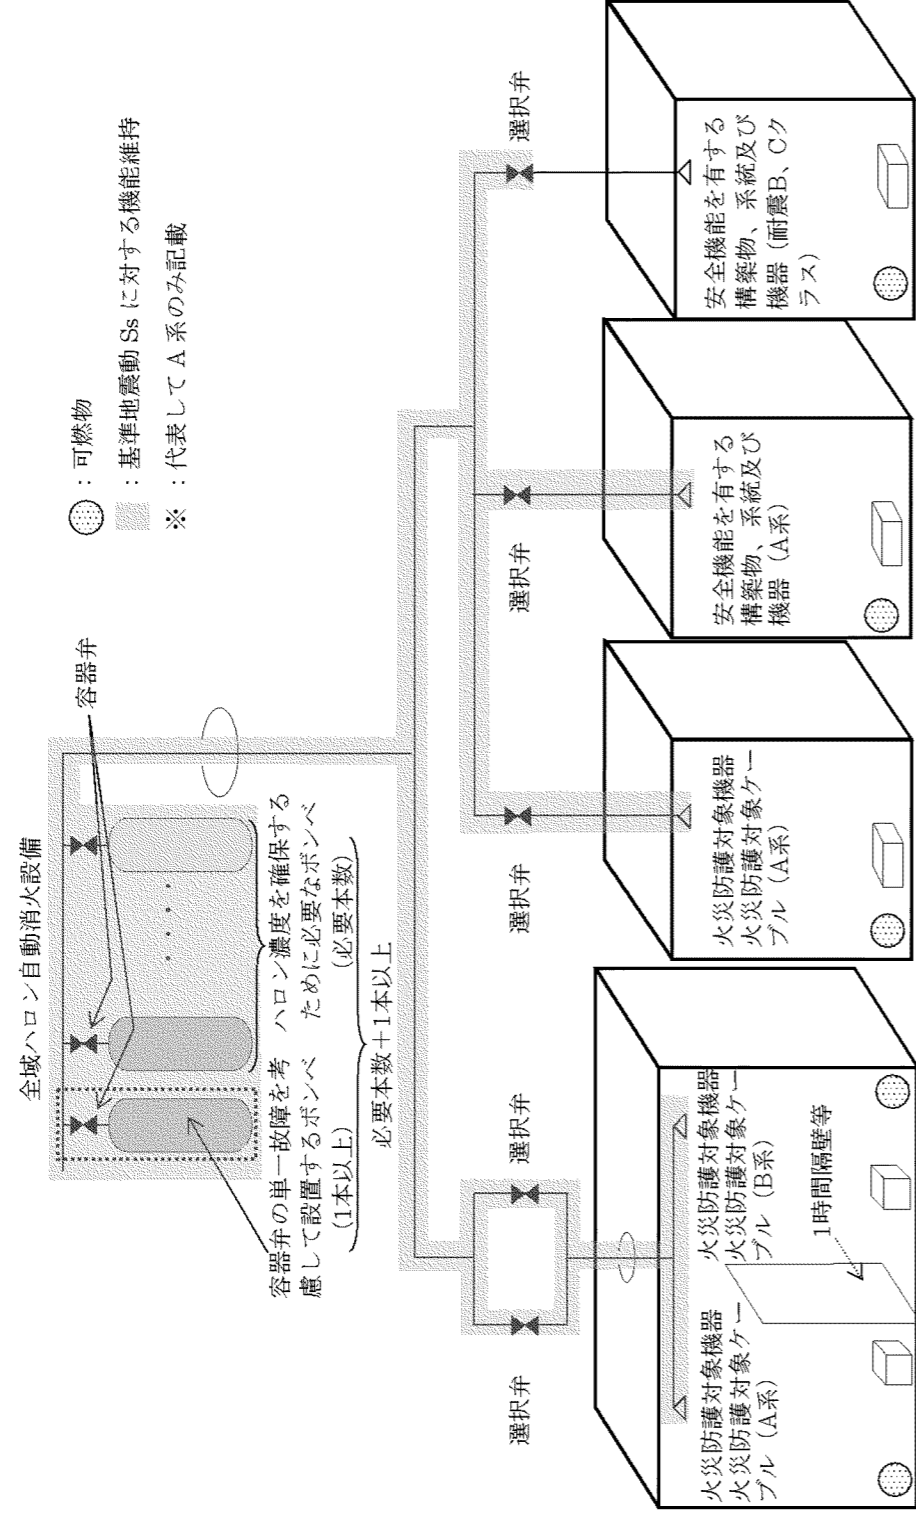 全域ハロン自動消火設備
容器弁
：可燃物
：基準地震動 Ss に対する機能維持
※：代表して A 系のみ記載
容器弁の単一故障を考
慮して設置するボンベ
（1本以上）
ハロン濃度を確保する
ために必要なボンベ
（必要本数）
必要本数＋1本以上
選択弁
選択弁
選択弁
選択弁
選択弁
火災防護対象機器
火災防護対象ケー
ブル（A系）
火災防護対象機器
火災防護対象ケー
ブル（B系）
1時間隔壁等
火災防護対象機器
火災防護対象ケー
ブル（A系）
安全機能を有する
構築物、系統及び
機器（A系）
安全機能を有する
構築物、系統及び
機器（耐震B、Cク
ラス）